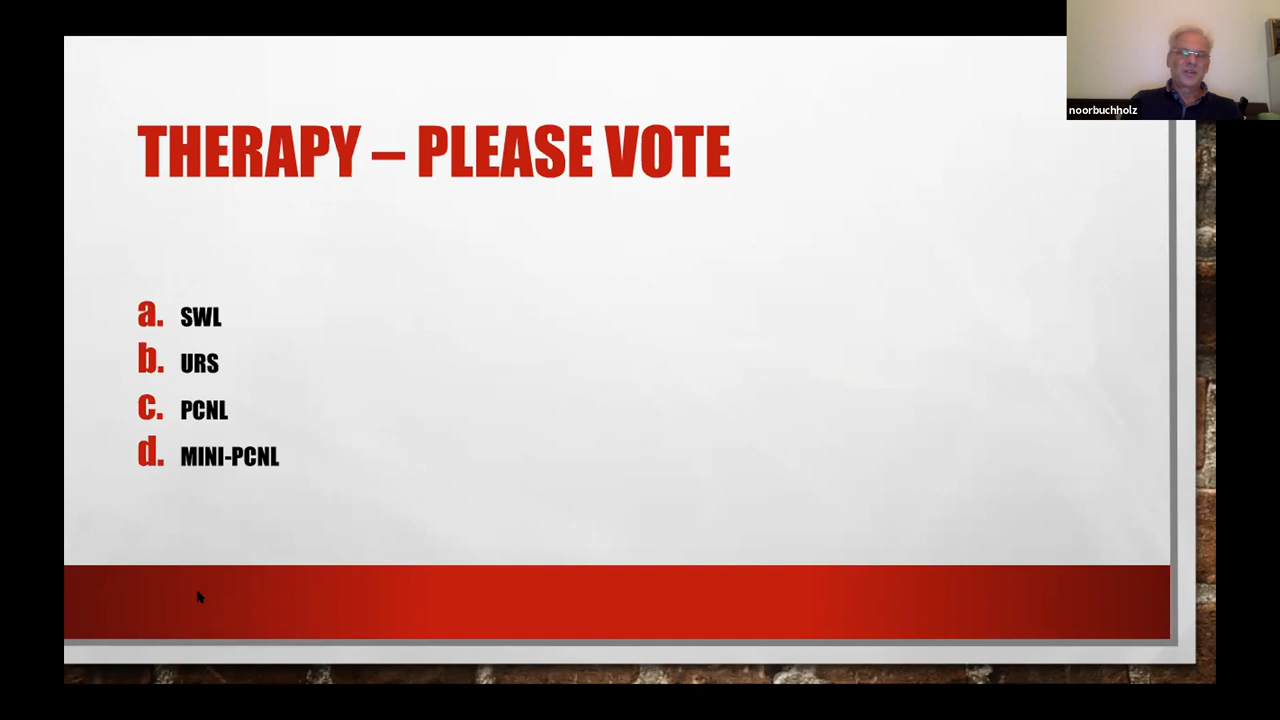 noorbuchholz
THERAPY – PLEASE VOTE
a. SWL
b. URS
c. PCNL
d. MINI-PCNL